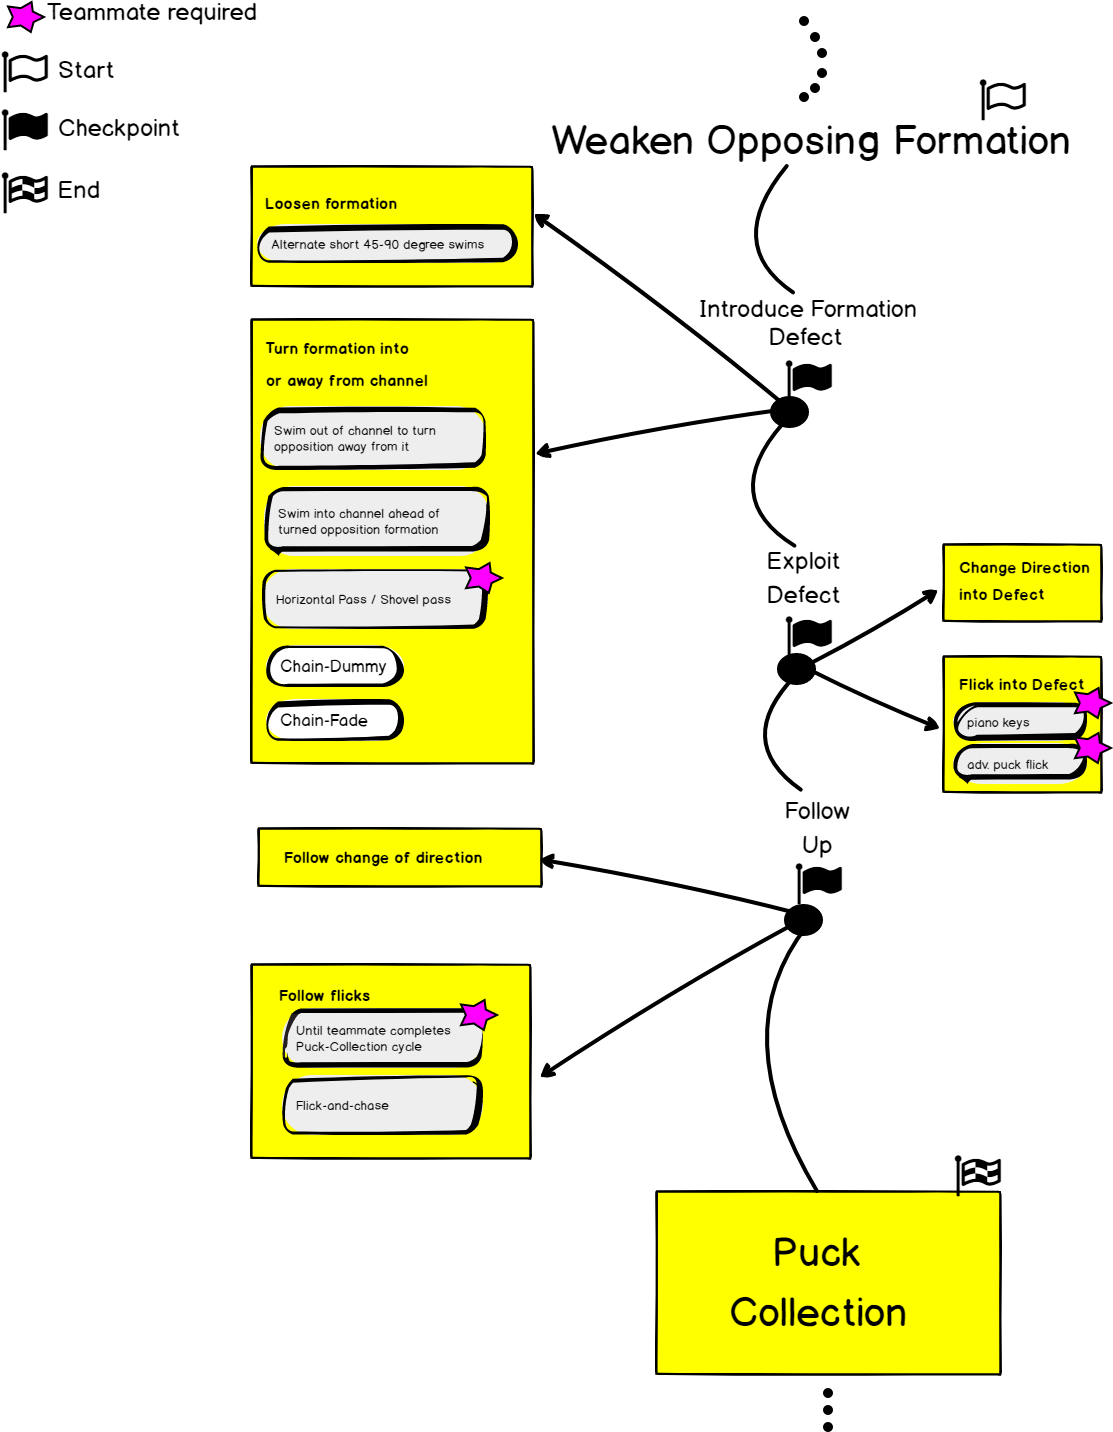 Teammate required
Start
Checkpoint
End
Weaken Opposing Formation
Loosen formation
Alternate short 45-90 degree swims
Introduce Formation
Defect
Turn formation into
or away from channel
Swim out of channel to turn
opposition away from it
Swim into channel ahead of
turned opposition formation
Horizontal Pass / Shovel pass
Chain-Dummy
Chain-Fade
Exploit
Defect
Change Direction
into Defect
Flick into Defect
piano keys
adv. puck flick
Follow
Up
Follow change of direction
Follow flicks
Until teammate completes
Puck-Collection cycle
Flick-and-chase
Puck
Collection